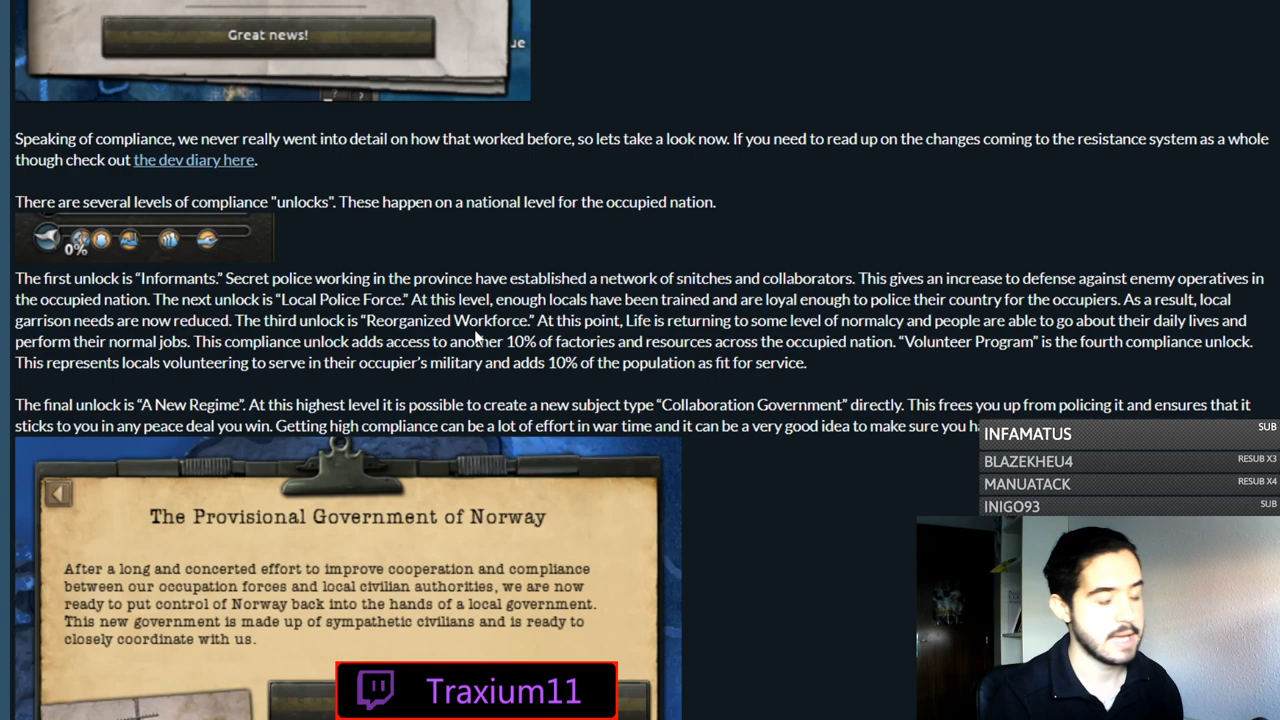 Great news!
ue
Speaking of compliance, we never really went into detail on how that worked before, so lets take a look now. If you need to read up on the changes coming to the resistance system as a whole
though check out the dev diary here.
There are several levels of compliance "unlocks". These happen on a national level for the occupied nation.
0%
The first unlock is “Informants.” Secret police working in the province have established a network of snitches and collaborators. This gives an increase to defense against enemy operatives in
the occupied nation. The next unlock is “Local Police Force.” At this level, enough locals have been trained and are loyal enough to police their country for the occupiers. As a result, local
garrison needs are now reduced. The third unlock is “Reorganized Workforce.” At this point, Life is returning to some level of normalcy and people are able to go about their daily lives and
perform their normal jobs. This compliance unlock adds access to another 10% of factories and resources across the occupied nation. “Volunteer Program” is the fourth compliance unlock.
This represents locals volunteering to serve in their occupier’s military and adds 10% of the population as fit for service.
The final unlock is “A New Regime”. At this highest level it is possible to create a new subject type “Collaboration Government” directly. This frees you up from policing it and ensures that it
sticks to you in any peace deal you win. Getting high compliance can be a lot of effort in war time and it can be a very good idea to make sure you
INFAMATUS SUB
BLAZEKHEU4 RESUB X3
MANUATACK RESUB X4
INIGO93 SUB
The Provisional Government of Norway
After a long and concerted effort to improve cooperation and compliance
between our occupation forces and local civilian authorities, we are now
ready to put control of Norway back into the hands of a local government.
This new government is made up of sympathetic civilians and is ready to
closely coordinate with us.
Traxium11